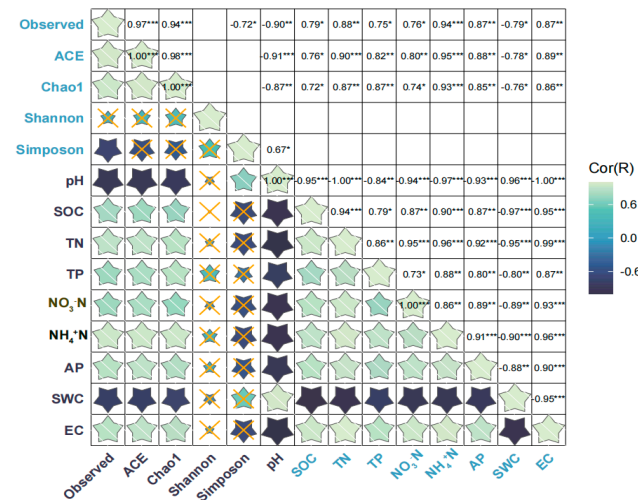 Observed 0.97*** 0.94*** -0.72* -0.90** 0.79* 0.88** 0.75* 0.76* 0.94*** 0.87** -0.79* 0.87**
ACE 1.00*** 0.98*** -0.91*** 0.76* 0.90*** 0.82** 0.80** 0.95*** 0.88** -0.78* 0.89**
Chao1 1.00*** -0.87** 0.72* 0.87** 0.87** 0.74* 0.93*** 0.85** -0.76* 0.86**
Shannon
Simposon 0.67*
pH 1.00*** -0.95*** -1.00*** -0.84** -0.94*** -0.97*** -0.93*** 0.96*** -1.00***
SOC 0.94*** 0.79* 0.87** 0.90*** 0.87** -0.97*** 0.95***
TN 0.86** 0.95*** 0.96*** 0.92*** -0.95*** 0.99***
TP 0.73* 0.88** 0.80** -0.80** 0.87**
NO₃⁻N 1.00*** 0.86** 0.89** -0.89** 0.93***
NH₄⁺N 0.91*** -0.90*** 0.96***
AP -0.88** 0.90***
SWC -0.95***
EC
Observed ACE Chao1 Shannon Simposon pH SOC TN TP NO₃⁻N NH₄⁺N AP SWC EC
Cor(R)
0.6
0.0
-0.6